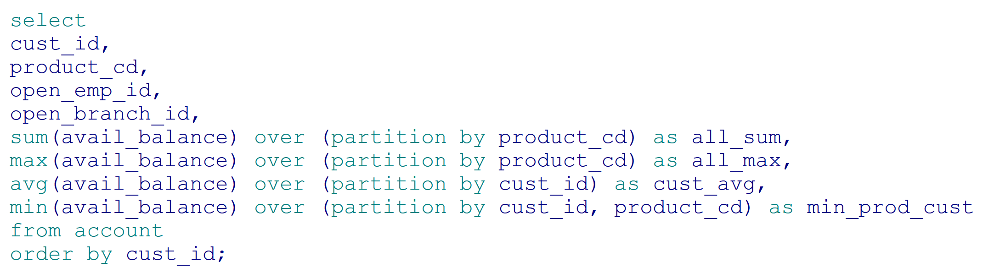 select
cust_id,
product_cd,
open_emp_id,
open_branch_id,
sum(avail_balance) over (partition by product_cd) as all_sum,
max(avail_balance) over (partition by product_cd) as all_max,
avg(avail_balance) over (partition by cust_id) as cust_avg,
min(avail_balance) over (partition by cust_id, product_cd) as min_prod_cust
from account
order by cust_id;